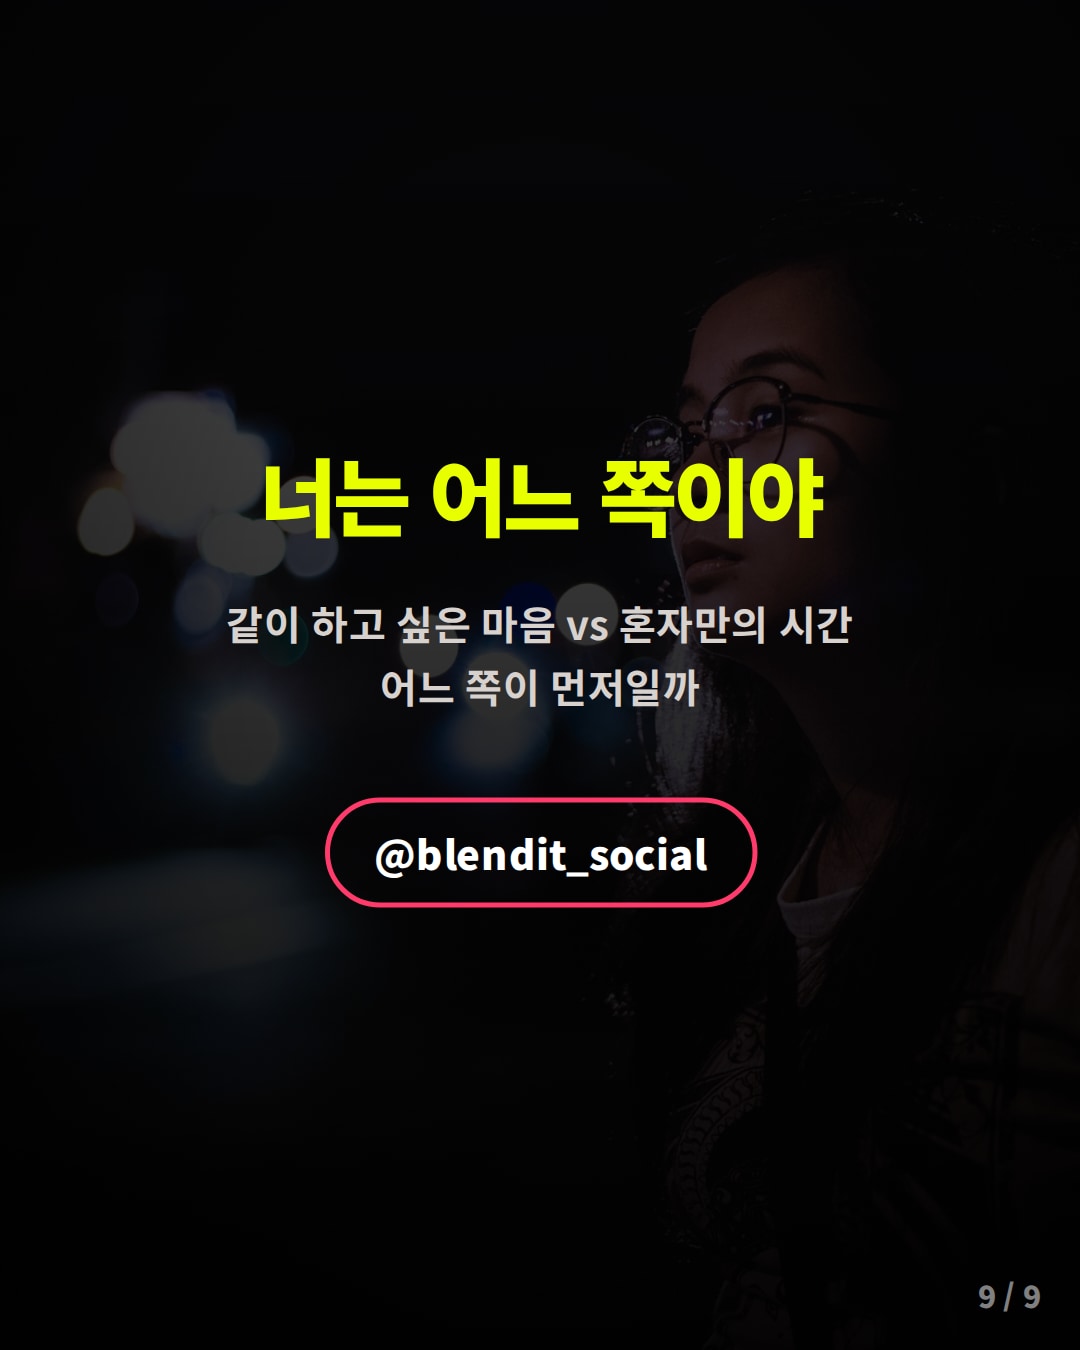 너는 어느 쪽이야
같이 하고 싶은 마음 vs 혼자만의 시간
어느 쪽이 먼저일까
@blendit_social
9 / 9